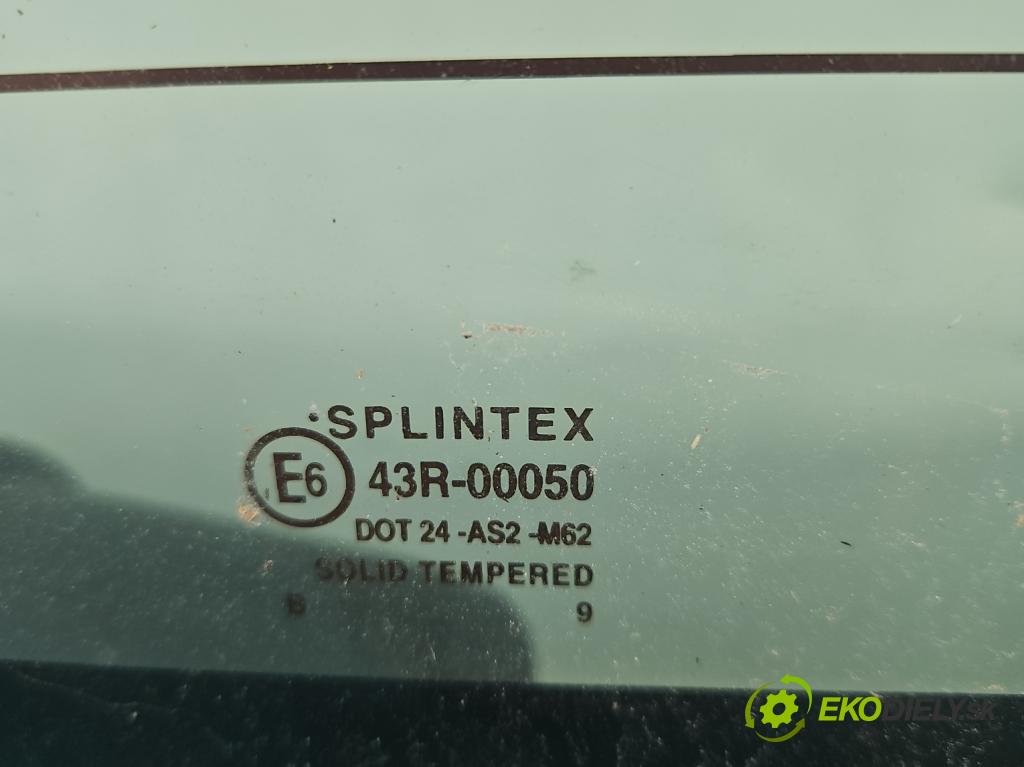 SPLINTEX
E6 43R-00050
DOT 24 -AS2 -M62
SOLID TEMPERED
B 9
EKODIELY.SK